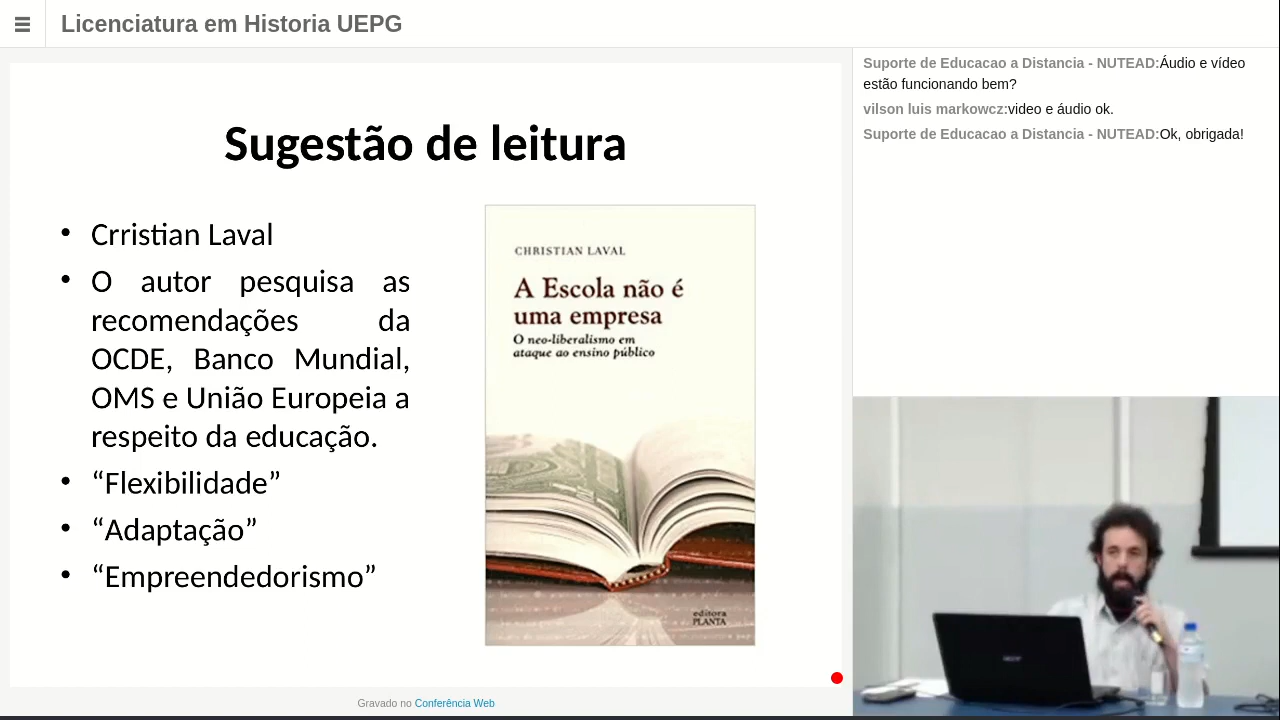 Licenciatura em Historia UEPG
Sugestão de leitura
• Crristian Laval
• O autor pesquisa as
recomendações da
OCDE, Banco Mundial,
OMS e União Europeia a
respeito da educação.
• “Flexibilidade”
• “Adaptação”
• “Empreendedorismo”
CHRISTIAN LAVAL
A Escola não é
uma empresa
O neo-liberalismo em
ataque ao ensino público
editora
PLANTA
Gravado no Conferência Web
Suporte de Educacao a Distancia - NUTEAD:Áudio e vídeo
estão funcionando bem?
vilson luis markowcz:video e áudio ok.
Suporte de Educacao a Distancia - NUTEAD:Ok, obrigada!
acer